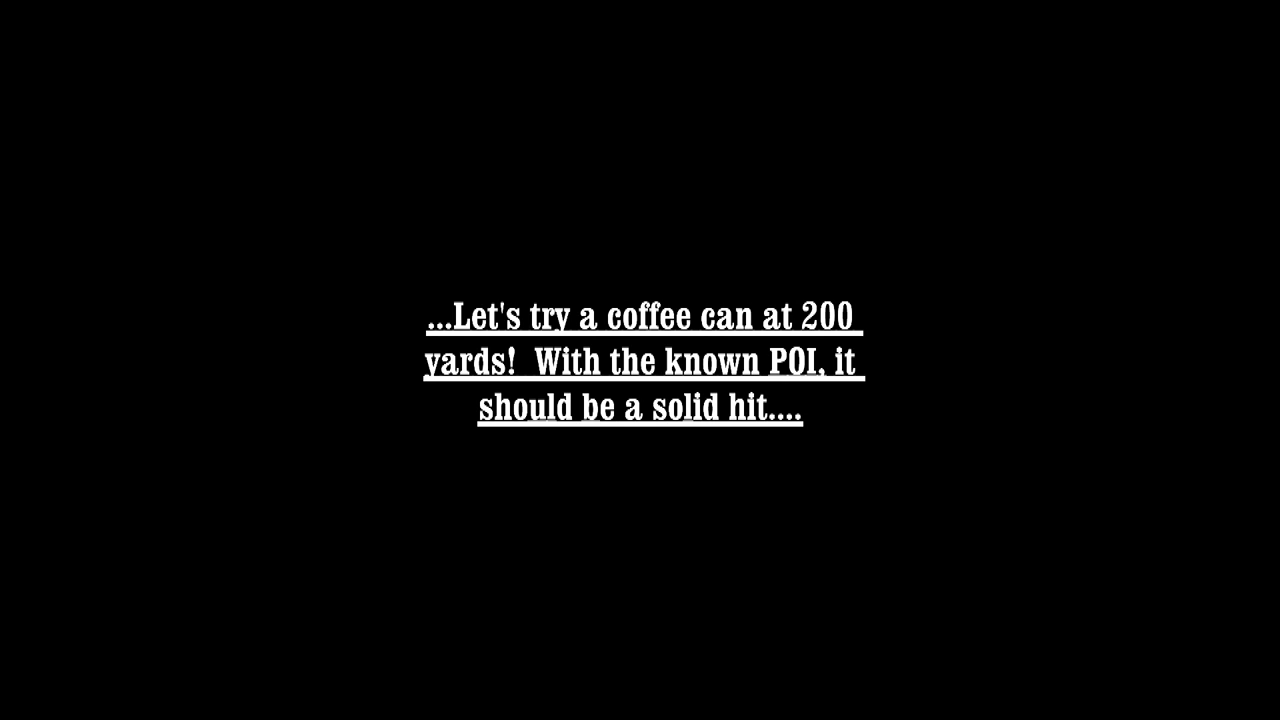 ...Let's try a coffee can at 200
yards!  With the known POI, it
should be a solid hit....